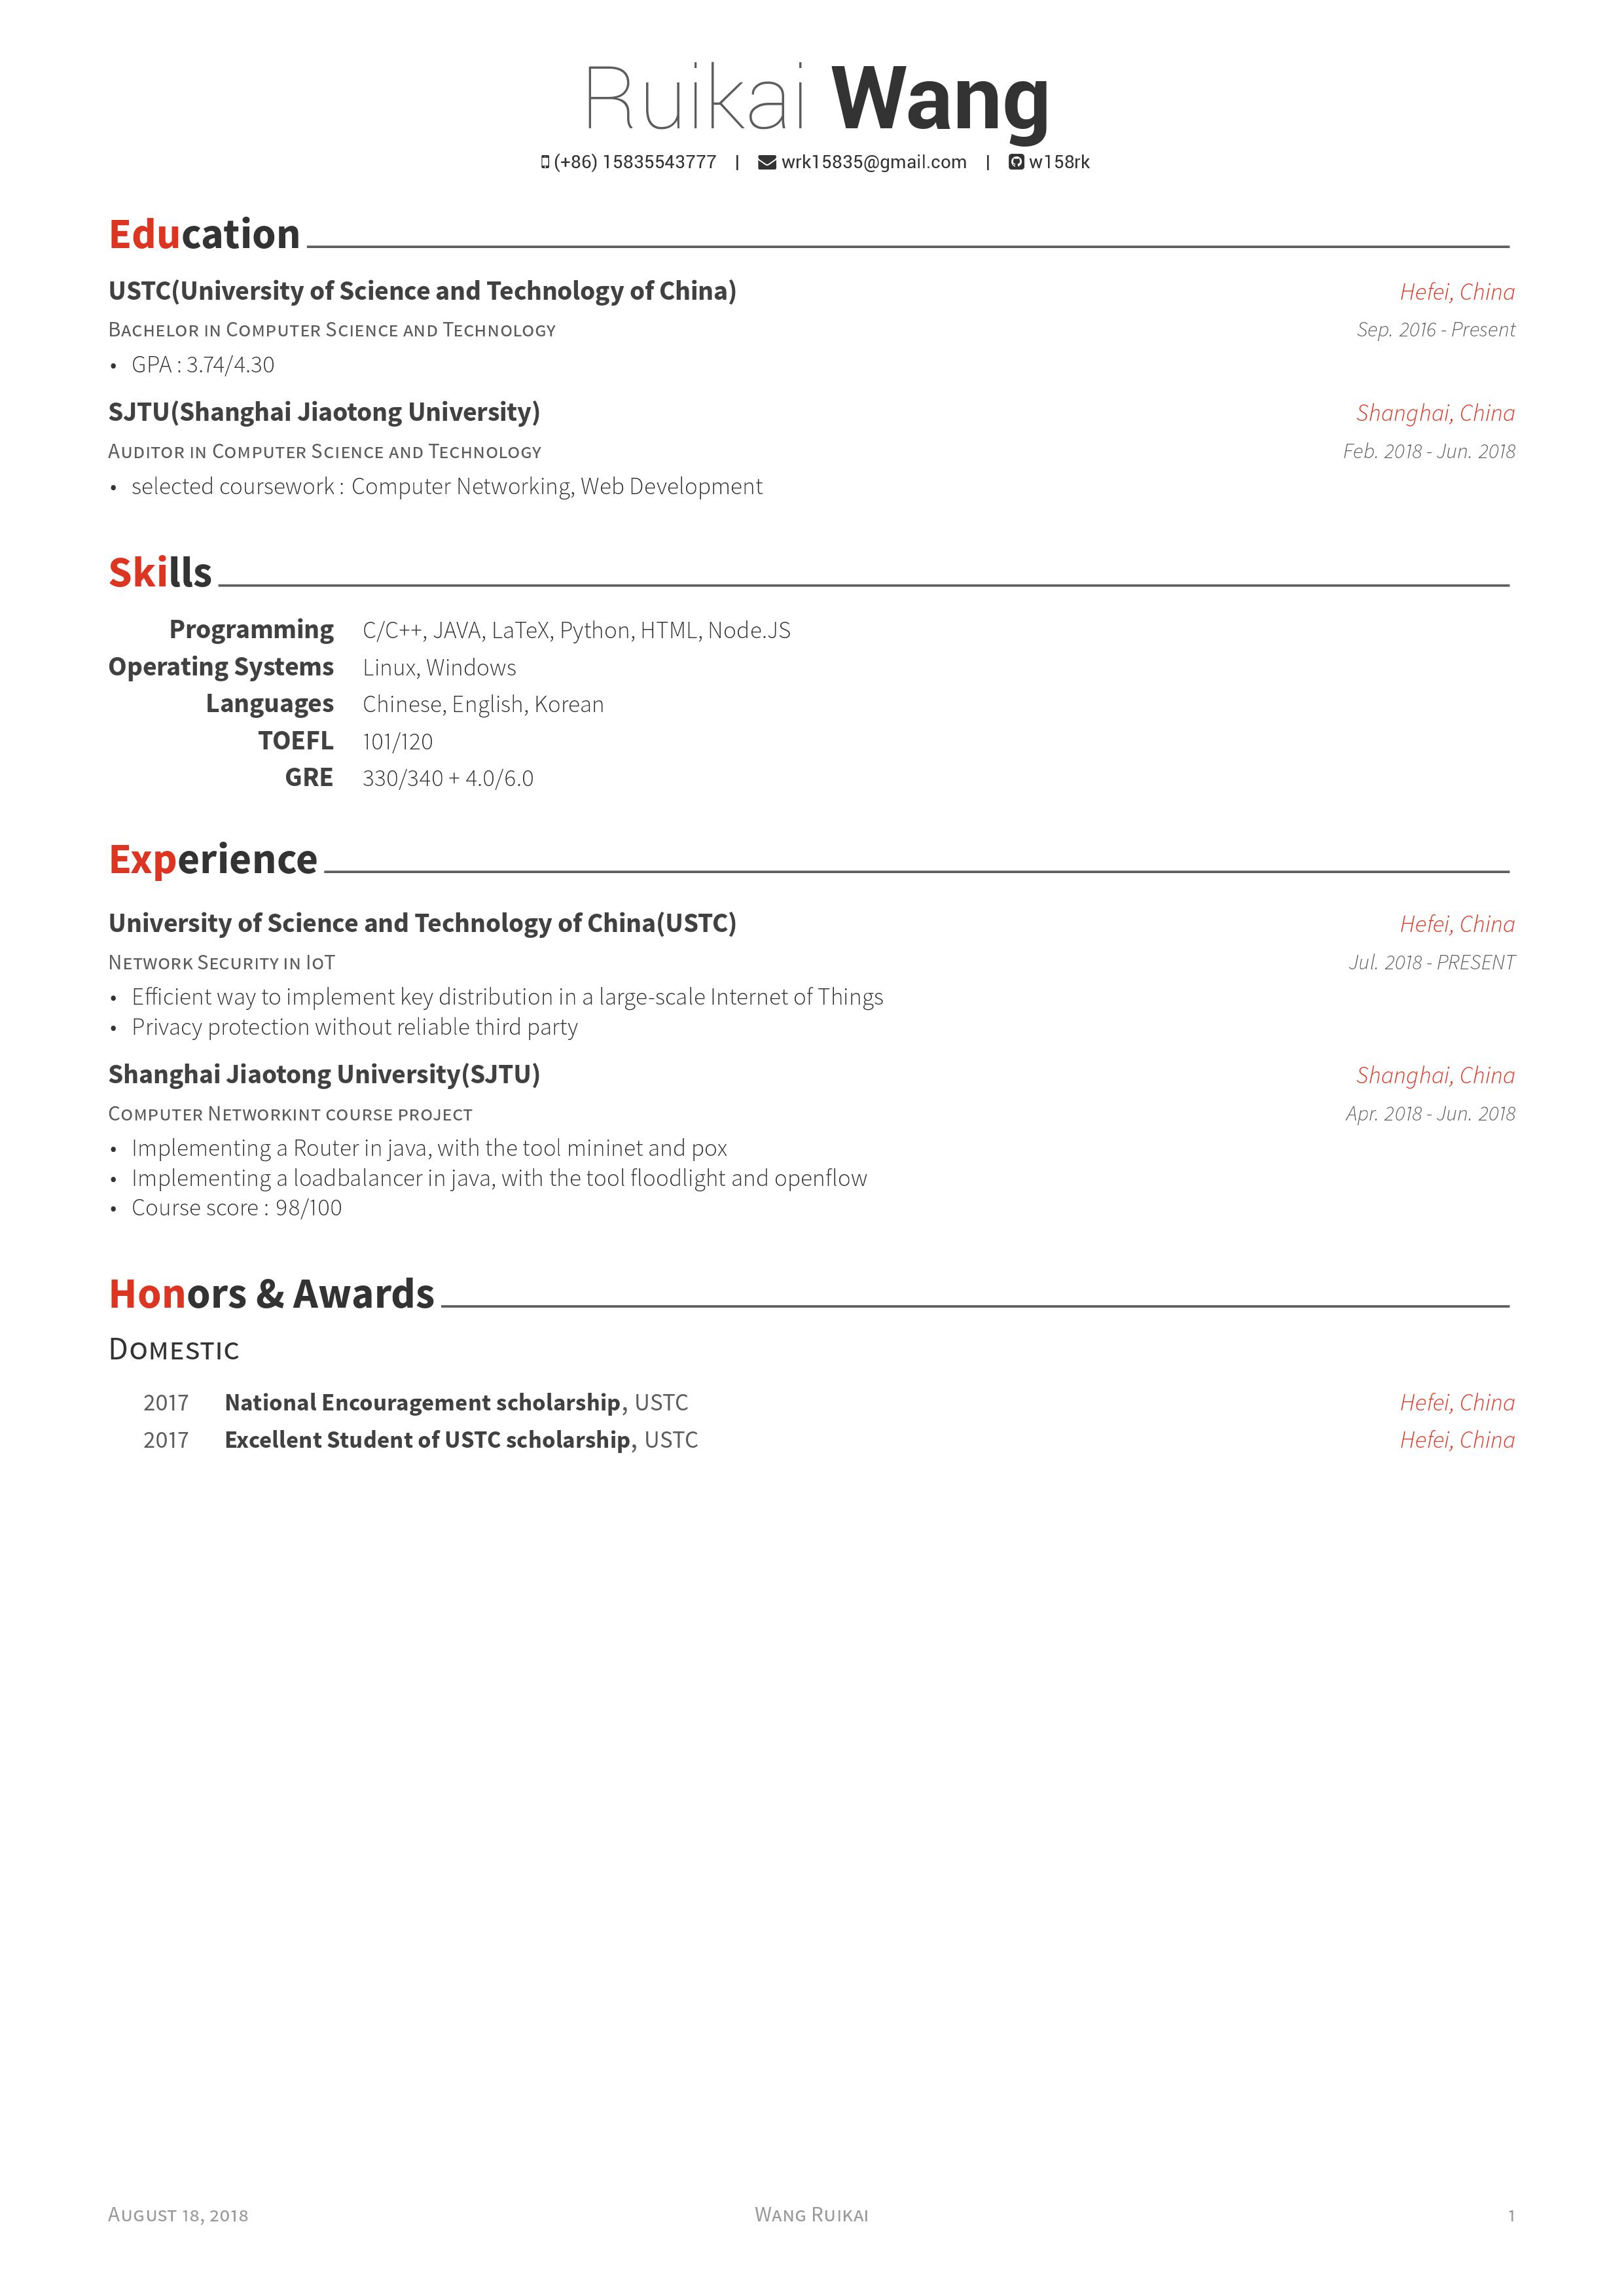 Ruikai Wang
(+86) 15835543777 | wrk15835@gmail.com | w158rk
Education
USTC(University of Science and Technology of China) Hefei, China
Bachelor in Computer Science and Technology Sep. 2016 - Present
• GPA : 3.74/4.30
SJTU(Shanghai Jiaotong University) Shanghai, China
Auditor in Computer Science and Technology Feb. 2018 - Jun. 2018
• selected coursework : Computer Networking, Web Development
Skills
Programming C/C++, JAVA, LaTeX, Python, HTML, Node.JS
Operating Systems Linux, Windows
Languages Chinese, English, Korean
TOEFL 101/120
GRE 330/340 + 4.0/6.0
Experience
University of Science and Technology of China(USTC) Hefei, China
Network Security in IoT Jul. 2018 - PRESENT
• Efficient way to implement key distribution in a large-scale Internet of Things
• Privacy protection without reliable third party
Shanghai Jiaotong University(SJTU) Shanghai, China
Computer Networkint course project Apr. 2018 - Jun. 2018
• Implementing a Router in java, with the tool mininet and pox
• Implementing a loadbalancer in java, with the tool floodlight and openflow
• Course score : 98/100
Honors & Awards
Domestic
2017 National Encouragement scholarship, USTC Hefei, China
2017 Excellent Student of USTC scholarship, USTC Hefei, China
August 18, 2018 Wang Ruikai 1